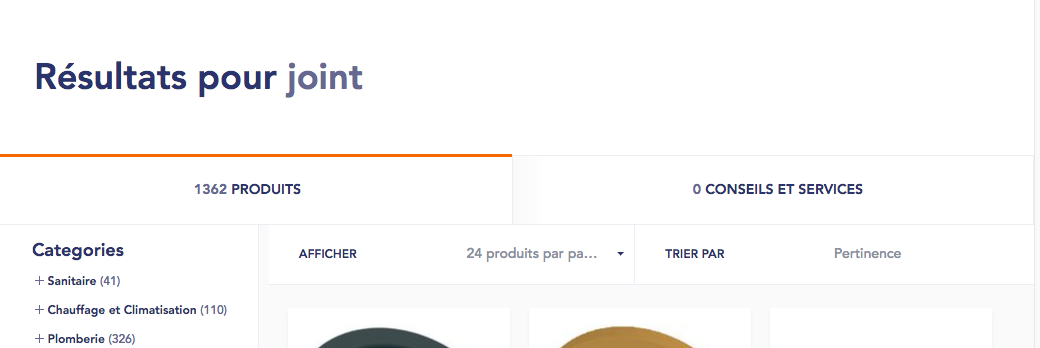 Résultats pour joint
1362 PRODUITS
0 CONSEILS ET SERVICES
Categories
+ Sanitaire (41)
+ Chauffage et Climatisation (110)
+ Plomberie (326)
AFFICHER
24 produits par pa...
TRIER PAR
Pertinence